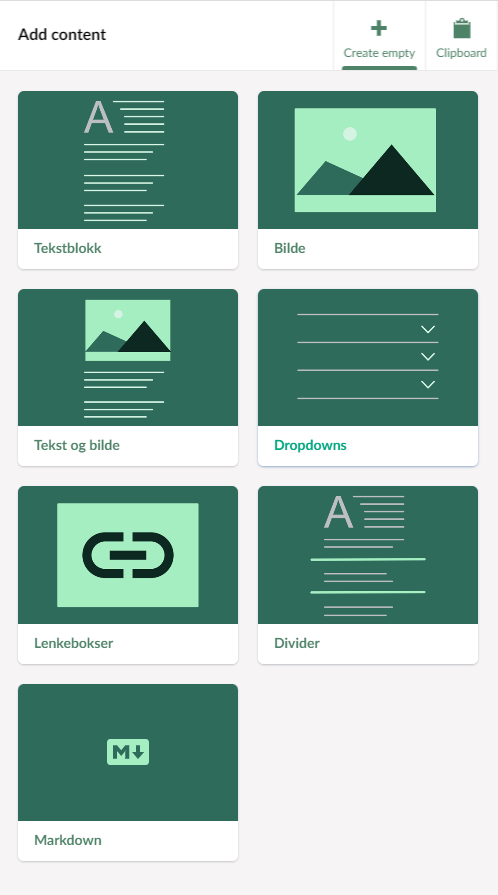 Add content
Create empty
Clipboard
A
Tekstblokk
Bilde
Tekst og bilde
Dropdowns
Lenkebokser
A
Divider
M
Markdown